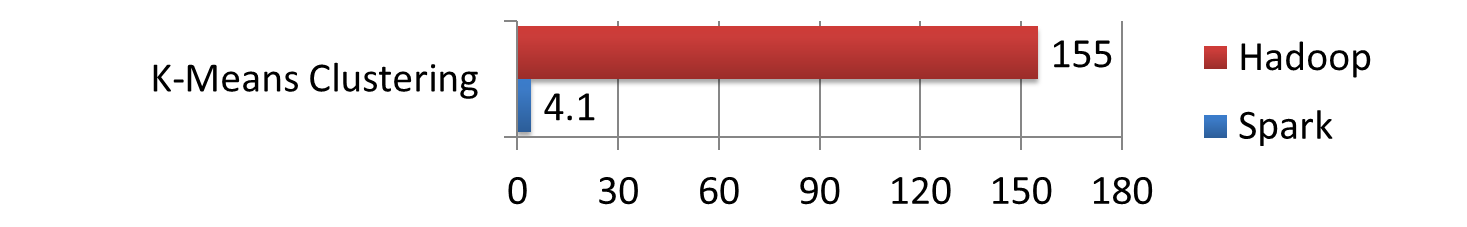 K-Means Clustering
155
4.1
0 30 60 90 120 150 180
Hadoop
Spark